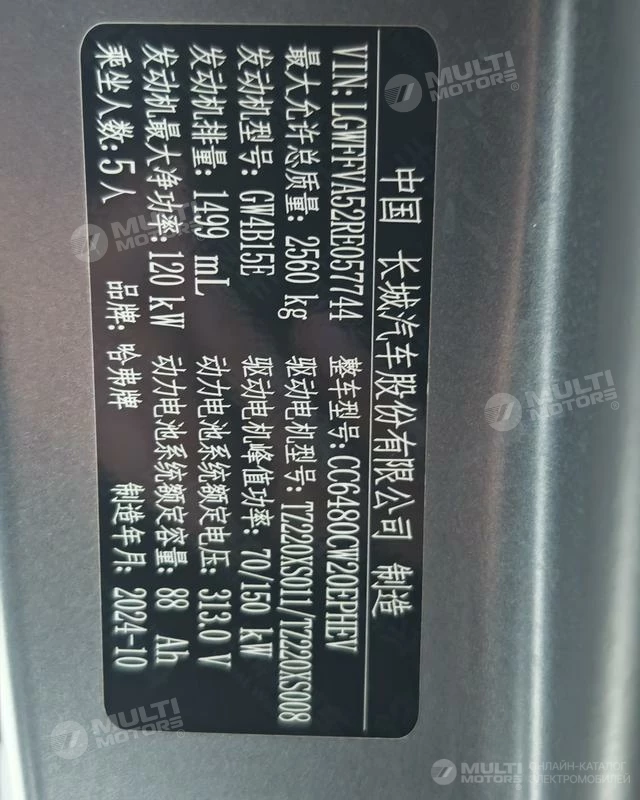 中国 长城汽车股份有限公司 制造
VIN: LGWFFVA52RE057744 整车型号: CC6480CW20EPHEV
最大允许总质量: 2560 kg 驱动电机型号: TZ220XS011/TZ220XS008
发动机型号: GW4B15E 驱动电机峰值功率: 70/150 kW
发动机排量: 1499 mL 动力电池系统额定电压: 313.0 V
发动机最大净功率: 120 kW 动力电池系统额定容量: 88 Ah
乘坐人数: 5人 品牌: 哈弗牌 制造年月: 2024-10
MULTI MOTORS®
MULTI MOTORS®
MULTI MOTORS®
MULTI MOTORS
MULTI MOTORS® ОНЛАЙН-КАТАЛОГ ЭЛЕКТРОМОБИЛЕЙ